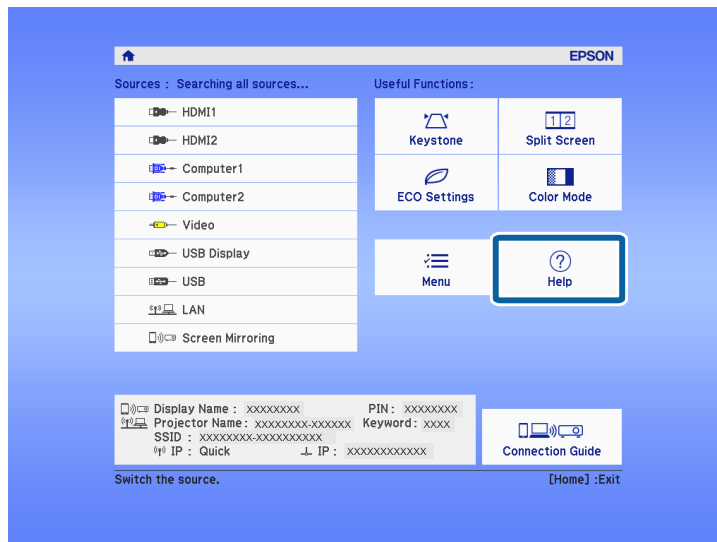 EPSON
Sources : Searching all sources...
HDMI1
HDMI2
Computer1
Computer2
Video
USB Display
USB
LAN
Screen Mirroring
Useful Functions :
Keystone
1 2
Split Screen
ECO Settings
Color Mode
Menu
?
Help
Display Name : XXXXXXXX PIN : XXXXXXXX
Projector Name : XXXXXXXX-XXXXXX Keyword : XXXX
SSID : XXXXXXXX-XXXXXXXXXX
IP : Quick IP : XXXXXXXXXXXX
Connection Guide
Switch the source. [Home] :Exit